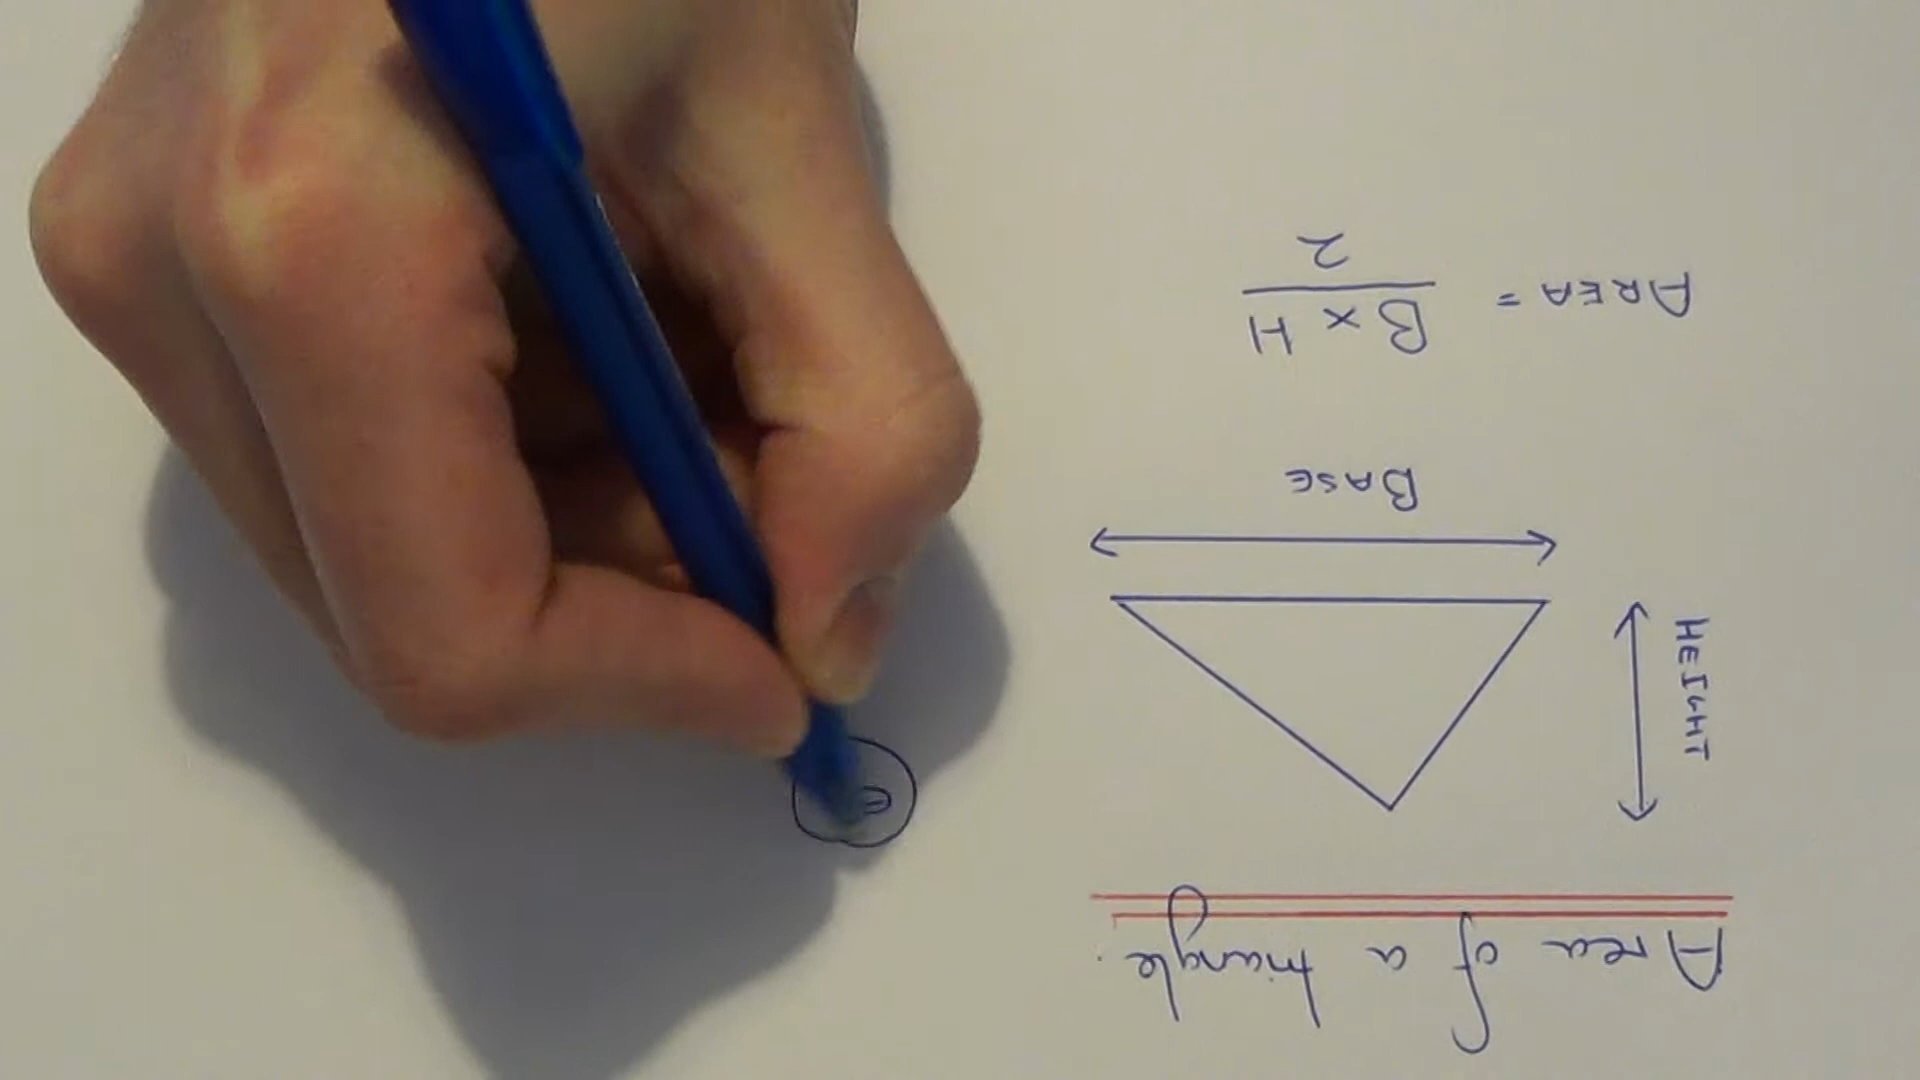 Area of a triangle.
HEIGHT
BASE
AREA = B x H
2